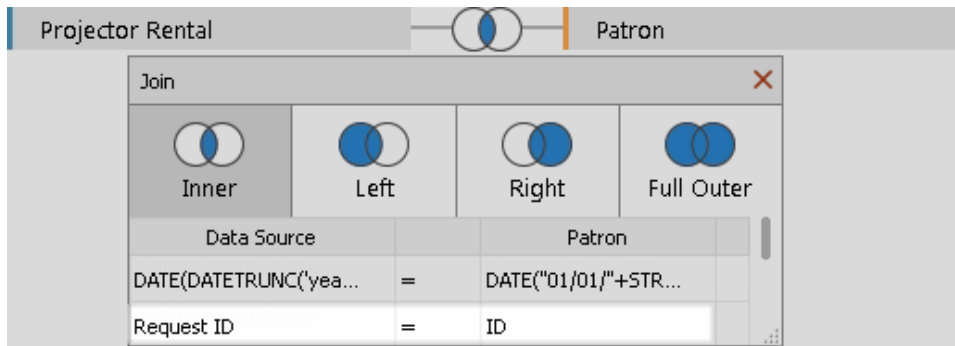 Projector Rental Patron
Join
Inner Left Right Full Outer
Data Source Patron
DATE(DATETRUNC('yea... = DATE("01/01/"+STR...
Request ID = ID